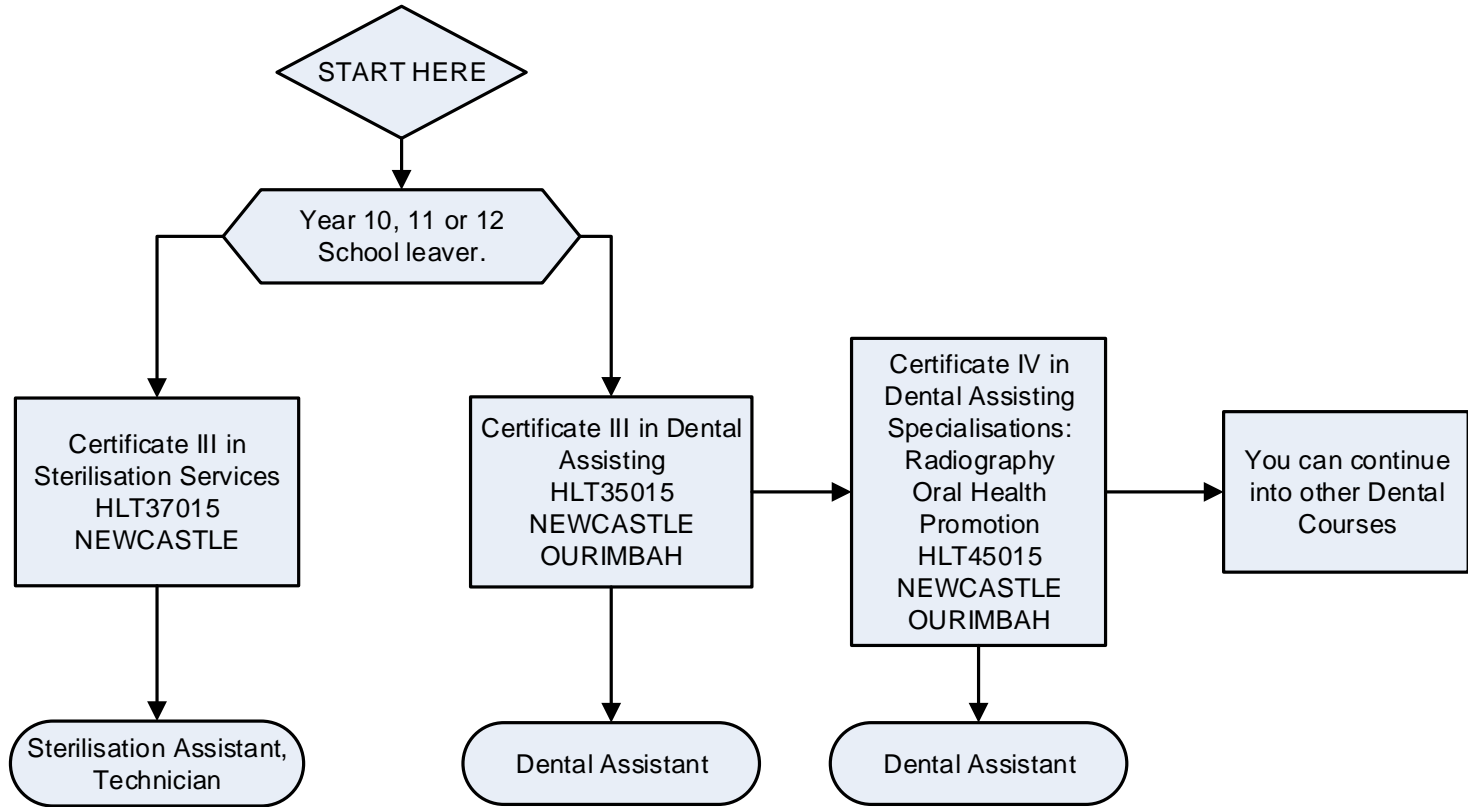 START HERE
Year 10, 11 or 12
School leaver.
Certificate III in
Sterilisation Services
HLT37015
NEWCASTLE
Certificate III in Dental
Assisting
HLT35015
NEWCASTLE
OURIMBAH
Certificate IV in
Dental Assisting
Specialisations:
Radiography
Oral Health
Promotion
HLT45015
NEWCASTLE
OURIMBAH
You can continue
into other Dental
Courses
Sterilisation Assistant,
Technician
Dental Assistant
Dental Assistant